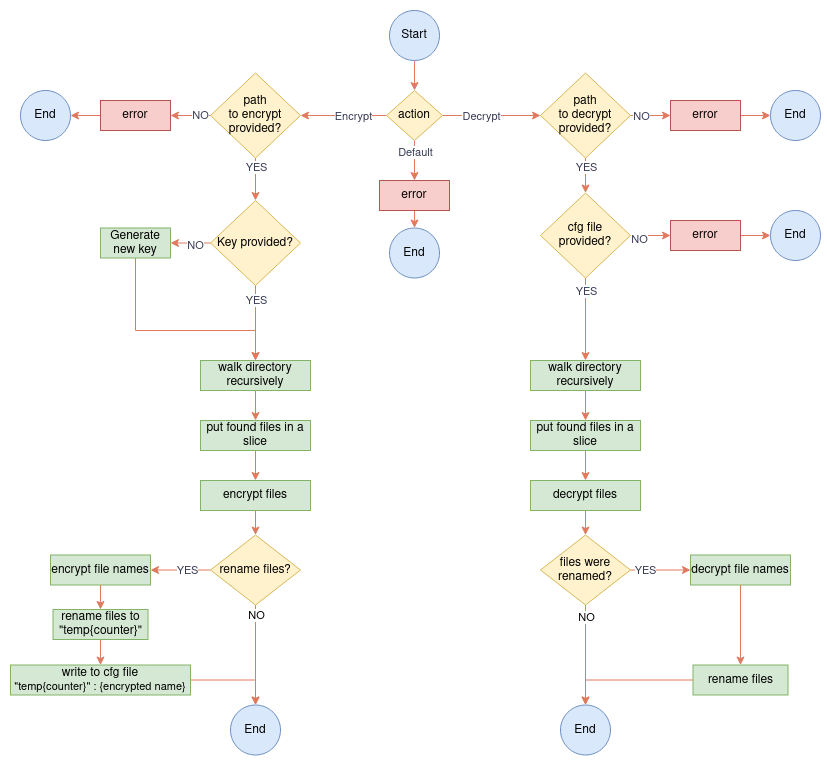 Start
action
Encrypt
Decrypt
Default
error
End
path
to encrypt
provided?
NO
error
End
YES
Key provided?
NO
Generate
new key
YES
walk directory
recursively
put found files in a
slice
encrypt files
rename files?
YES
encrypt file names
rename files to
"temp{counter}"
write to cfg file
"temp{counter}" : {encrypted name}
NO
End
path
to decrypt
provided?
NO
error
End
YES
cfg file
provided?
NO
error
End
YES
walk directory
recursively
put found files in a
slice
decrypt files
files were
renamed?
YES
decrypt file names
rename files
NO
End